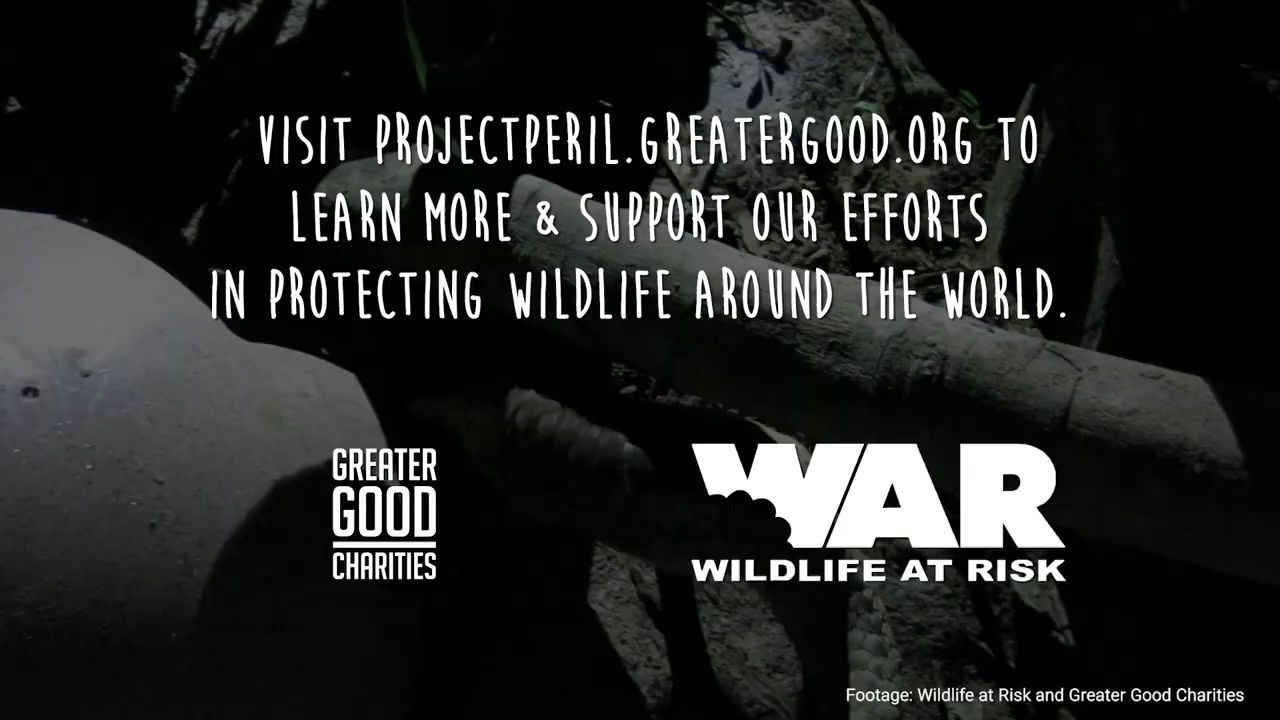 VISIT PROJECTPERIL.GREATERGOOD.ORG TO
LEARN MORE & SUPPORT OUR EFFORTS
IN PROTECTING WILDLIFE AROUND THE WORLD.
GREATER
GOOD
CHARITIES
WAR
WILDLIFE AT RISK
Footage: Wildlife at Risk and Greater Good Charities